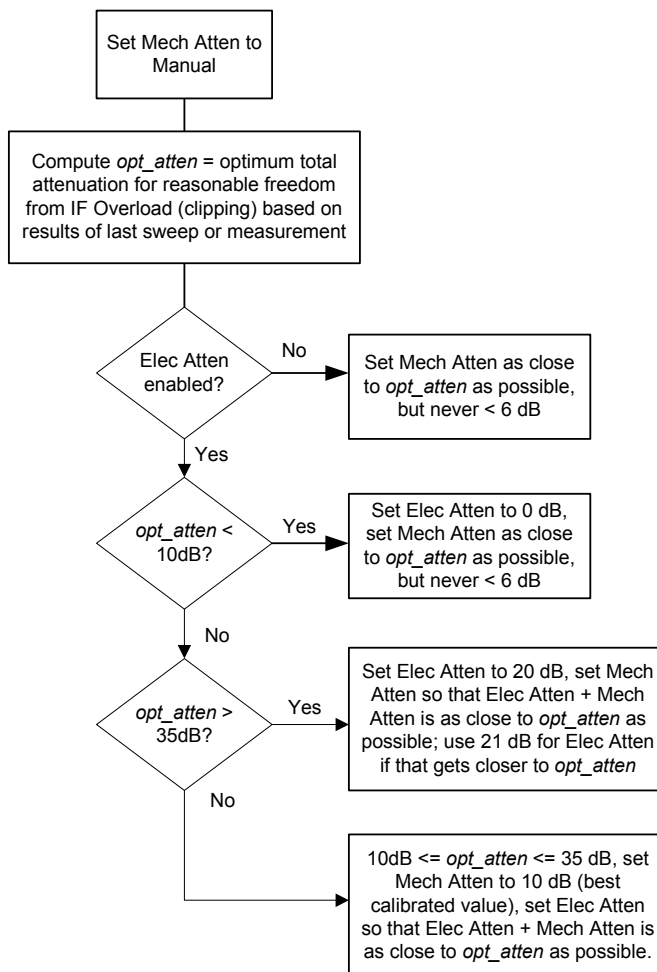 Set Mech Atten to
Manual
Compute opt_atten = optimum total
attenuation for reasonable freedom
from IF Overload (clipping) based on
results of last sweep or measurement
Elec Atten
enabled?
No
Set Mech Atten as close
to opt_atten as possible,
but never < 6 dB
Yes
opt_atten <
10dB?
Yes
Set Elec Atten to 0 dB,
set Mech Atten as close
to opt_atten as possible,
but never < 6 dB
No
opt_atten >
35dB?
Yes
Set Elec Atten to 20 dB, set Mech
Atten so that Elec Atten + Mech
Atten is as close to opt_atten as
possible; use 21 dB for Elec Atten
if that gets closer to opt_atten
No
10dB <= opt_atten <= 35 dB, set
Mech Atten to 10 dB (best
calibrated value), set Elec Atten
so that Elec Atten + Mech Atten is
as close to opt_atten as possible.